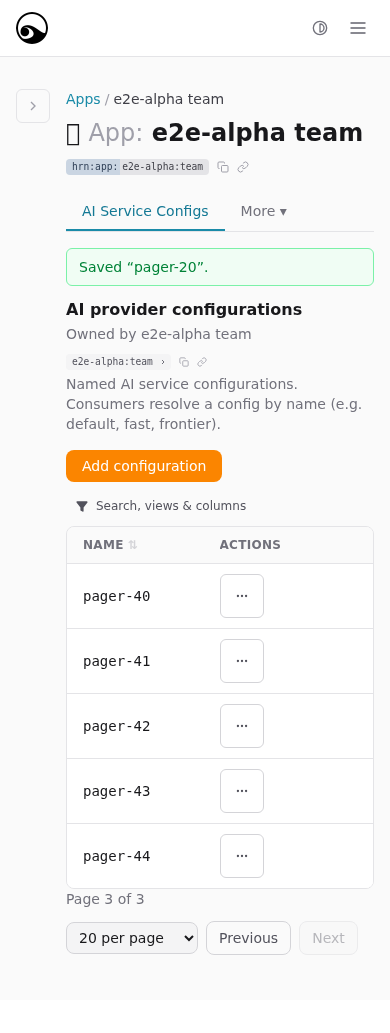 Apps / e2e-alpha team
App: e2e-alpha team
hrn:app: e2e-alpha:team
AI Service Configs More ▾
Saved “pager-20”.
AI provider configurations
Owned by e2e-alpha team
e2e-alpha:team ›
Named AI service configurations.
Consumers resolve a config by name (e.g.
default, fast, frontier).
Add configuration
Search, views & columns
NAME ⇅ ACTIONS
pager-40 ···
pager-41 ···
pager-42 ···
pager-43 ···
pager-44 ···
Page 3 of 3
20 per page Previous Next